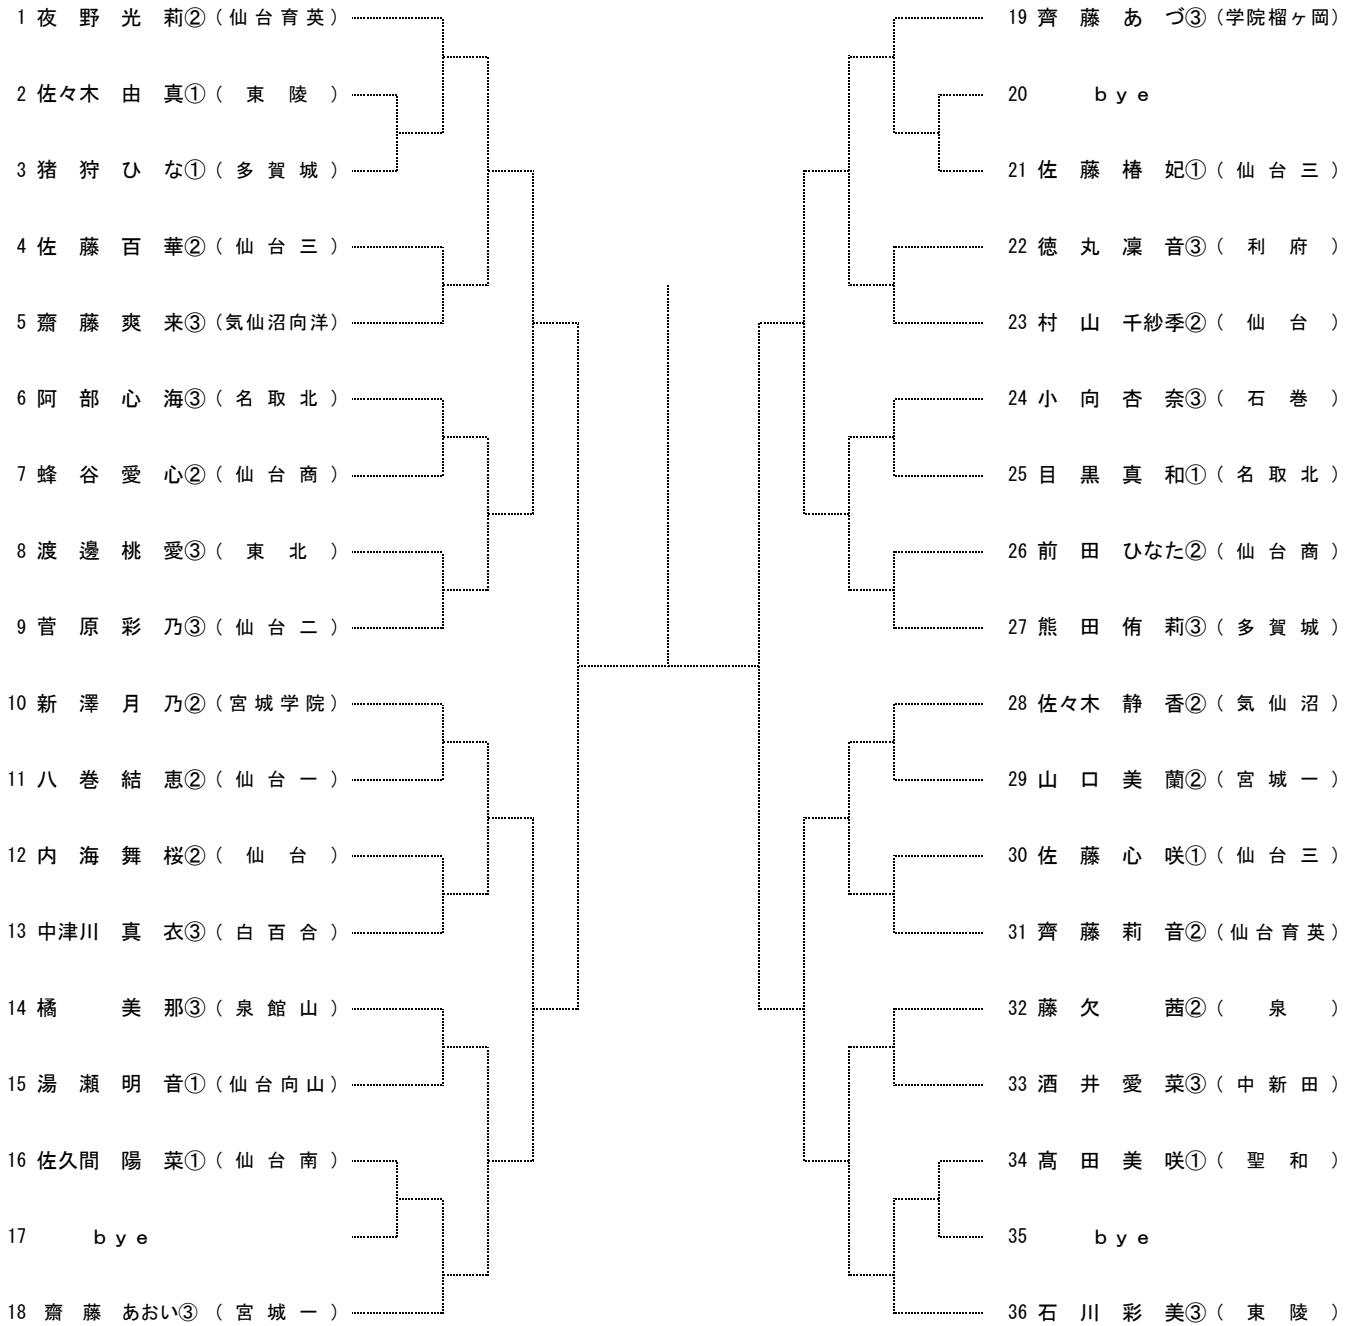 1 夜 野 光 莉② ( 仙 台 育 英 )
2 佐々木 由 真① ( 東 陵 )
3 猪 狩 ひ な① ( 多 賀 城 )
4 佐 藤 百 華② ( 仙 台 三 )
5 齋 藤 爽 来③ (気仙沼向洋)
6 阿 部 心 海③ ( 名 取 北 )
7 蜂 谷 愛 心② ( 仙 台 商 )
8 渡 邊 桃 愛③ ( 東 北 )
9 菅 原 彩 乃③ ( 仙 台 二 )
10 新 澤 月 乃② ( 宮 城 学 院 )
11 八 巻 結 恵② ( 仙 台 一 )
12 内 海 舞 桜② ( 仙 台 )
13 中津川 真 衣③ ( 白 百 合 )
14 橘 美 那③ ( 泉 館 山 )
15 湯 瀬 明 音① ( 仙 台 向 山 )
16 佐久間 陽 菜① ( 仙 台 南 )
17 ｂｙｅ
18 齋 藤 あおい③ ( 宮 城 一 )
19 齊 藤 あ づ③ (学院榴ヶ岡)
20 ｂｙｅ
21 佐 藤 椿 妃① ( 仙 台 三 )
22 徳 丸 凜 音③ ( 利 府 )
23 村 山 千紗季② ( 仙 台 )
24 小 向 杏 奈③ ( 石 巻 )
25 目 黒 真 和① ( 名 取 北 )
26 前 田 ひなた② ( 仙 台 商 )
27 熊 田 侑 莉③ ( 多 賀 城 )
28 佐々木 静 香② ( 気 仙 沼 )
29 山 口 美 蘭② ( 宮 城 一 )
30 佐 藤 心 咲① ( 仙 台 三 )
31 齊 藤 莉 音② ( 仙 台 育 英 )
32 藤 欠 茜② ( 泉 )
33 酒 井 愛 菜③ ( 中 新 田 )
34 髙 田 美 咲① ( 聖 和 )
35 ｂｙｅ
36 石 川 彩 美③ ( 東 陵 )